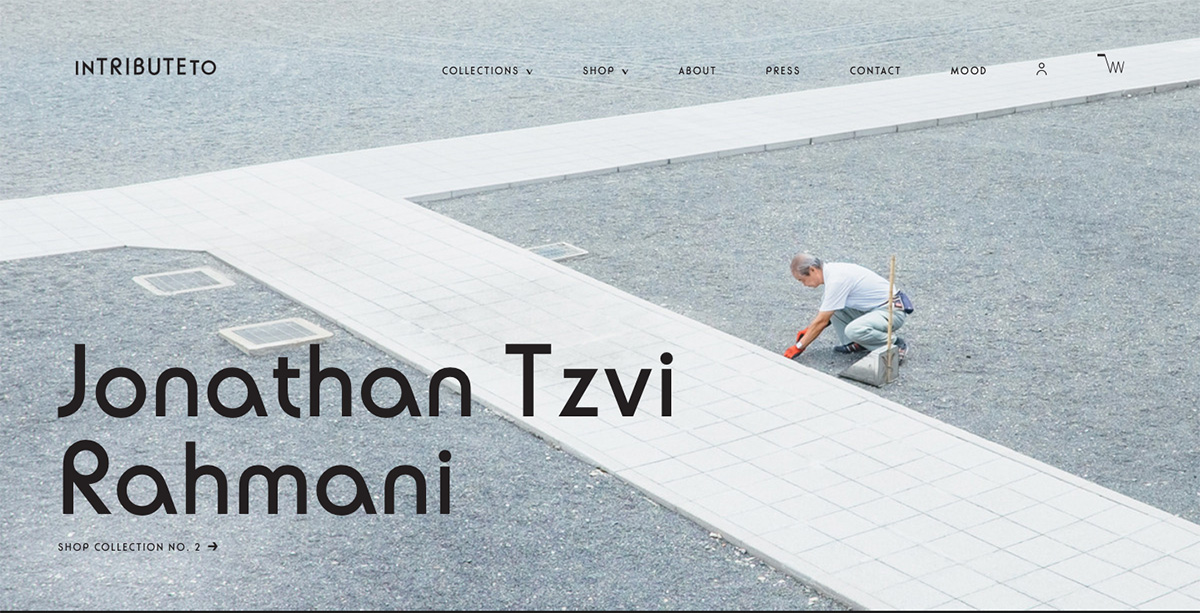 INTRIBUTETO
COLLECTIONS SHOP ABOUT PRESS CONTACT MOOD
Jonathan Tzvi
Rahmani
SHOP COLLECTION NO. 2 →